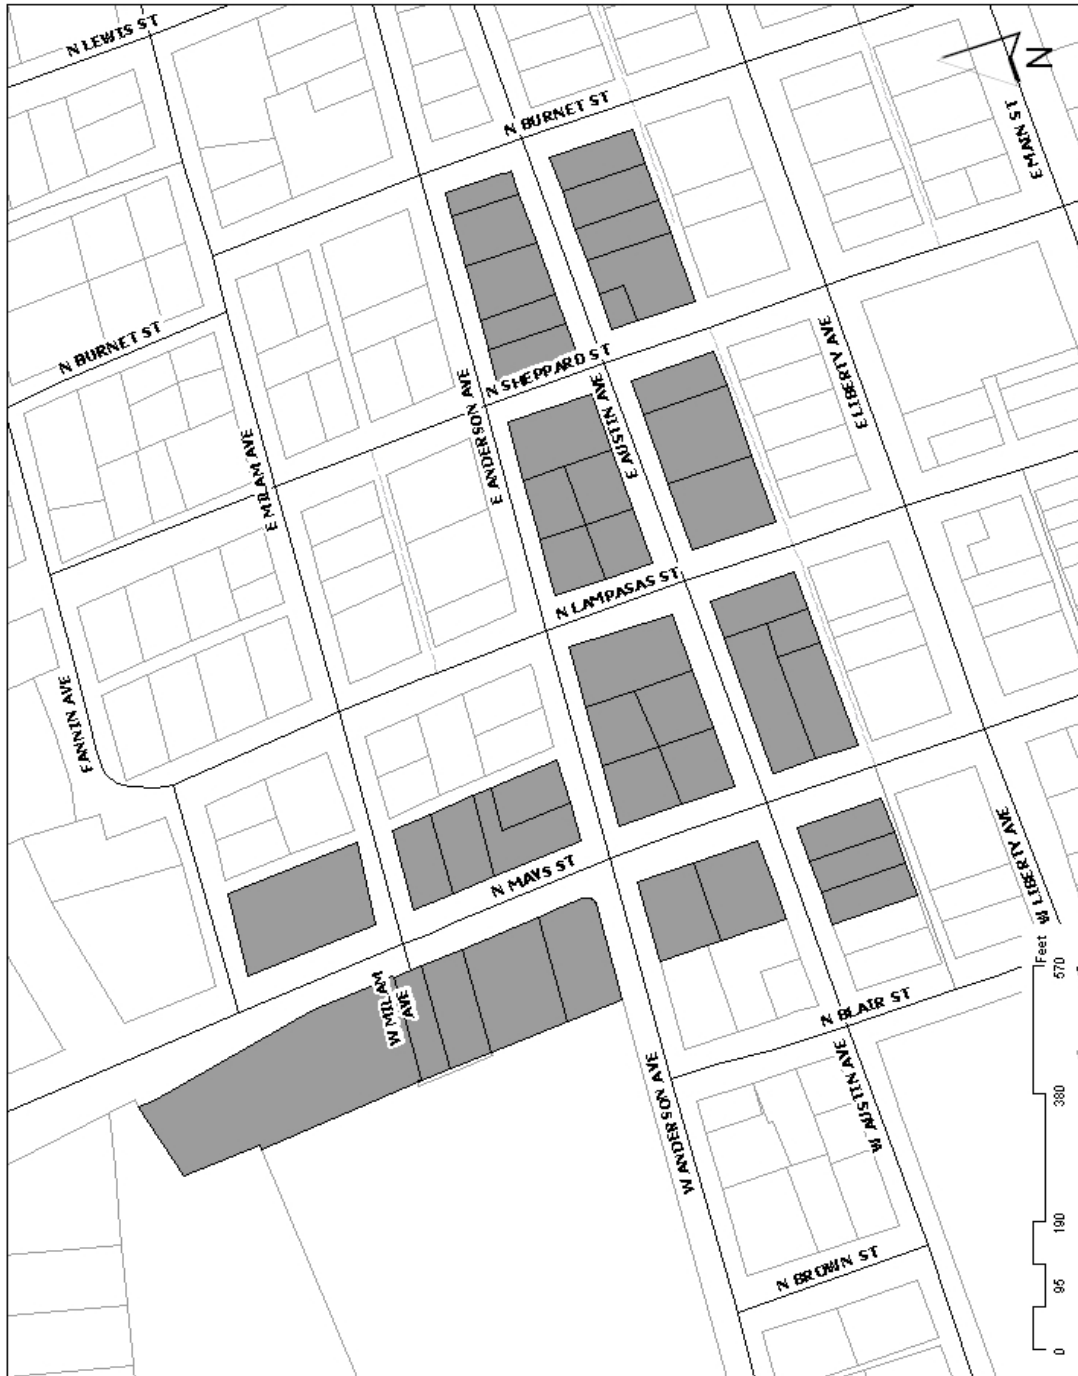 N LEWIS ST
N
N BURNET ST
E MAIN ST
N BURNET ST
E LIBERTY AVE
N SHEPPARD ST
E ANDERSON AVE
E AUSTIN AVE
E MILAM AVE
N LAMPASAS ST
FANNIN AVE
W LIBERTY AVE
N MAYS ST
W MILAM
AVE
N BLAIR ST
W ANDERSON AVE
W AUSTIN AVE
N BROWN ST
Feet
0 95 190 380 570